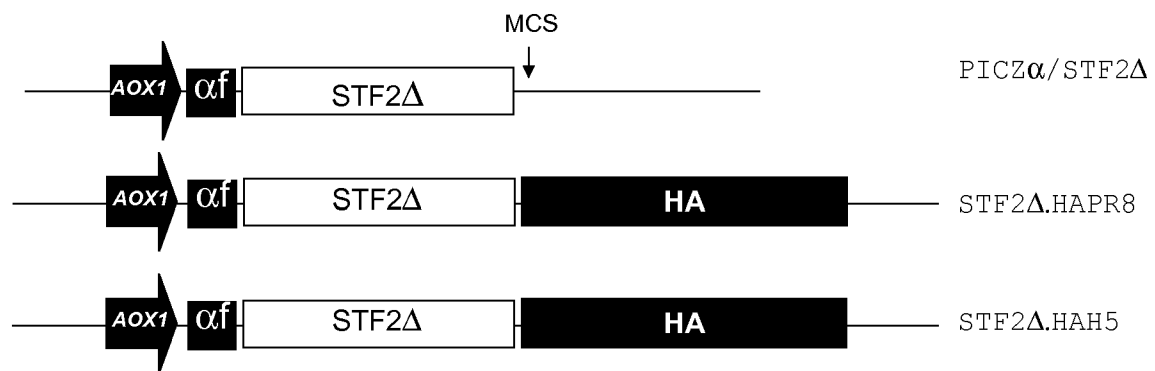 MCS
AOX1 αf STF2Δ PICZα/STF2Δ
AOX1 αf STF2Δ HA STF2Δ.HAPR8
AOX1 αf STF2Δ HA STF2Δ.HAH5